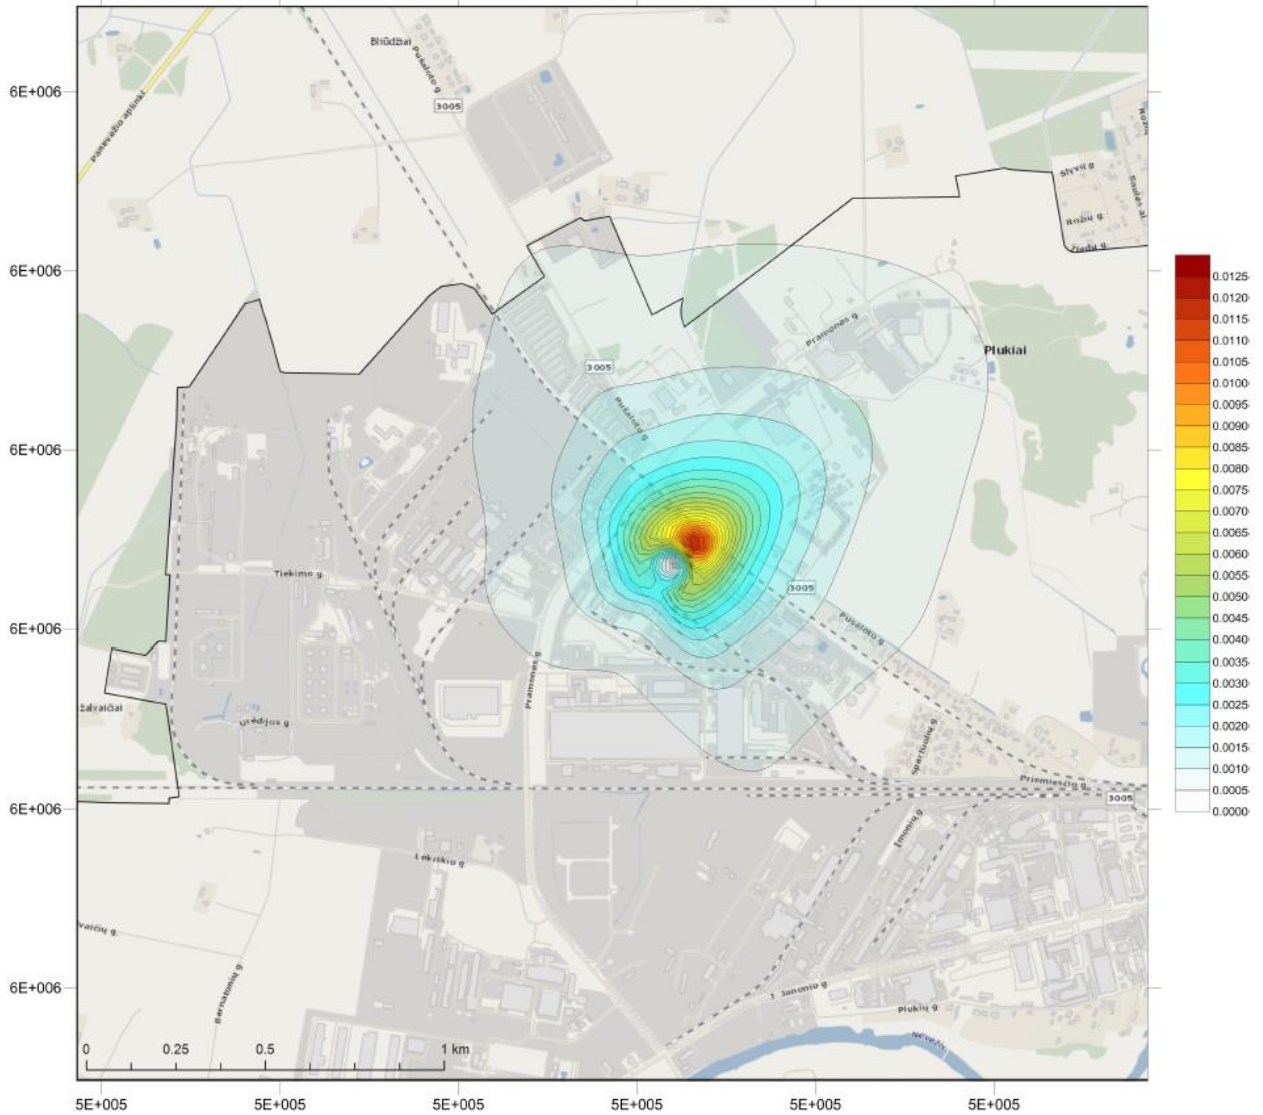 Biliūdžiai
Pušaloto g.
3005
Panevėžio aplinkl.
6E+006
Slyvų g.
Rožių g.
Žiedų g.
Saulės al.
6E+006
Pramonės g.
Plukiai
3005
Pušaloto g.
6E+006
Tiekimo g.
3005
Pušaloto g.
6E+006
Pramonės g.
Žalvaičiai
Urėdijos g.
Spartuolių g.
Priemiesčio g.
3005
6E+006
Įmonių g.
Lekiškio g.
vaičių g.
Bernatonių g.
6E+006
J. Janonio g.
Plukių g.
Nevėžis
0 0.25 0.5 1 km
5E+005 5E+005 5E+005 5E+005 5E+005 5E+005
0.0125
0.0120
0.0115
0.0110
0.0105
0.0100
0.0095
0.0090
0.0085
0.0080
0.0075
0.0070
0.0065
0.0060
0.0055
0.0050
0.0045
0.0040
0.0035
0.0030
0.0025
0.0020
0.0015
0.0010
0.0005
0.0000